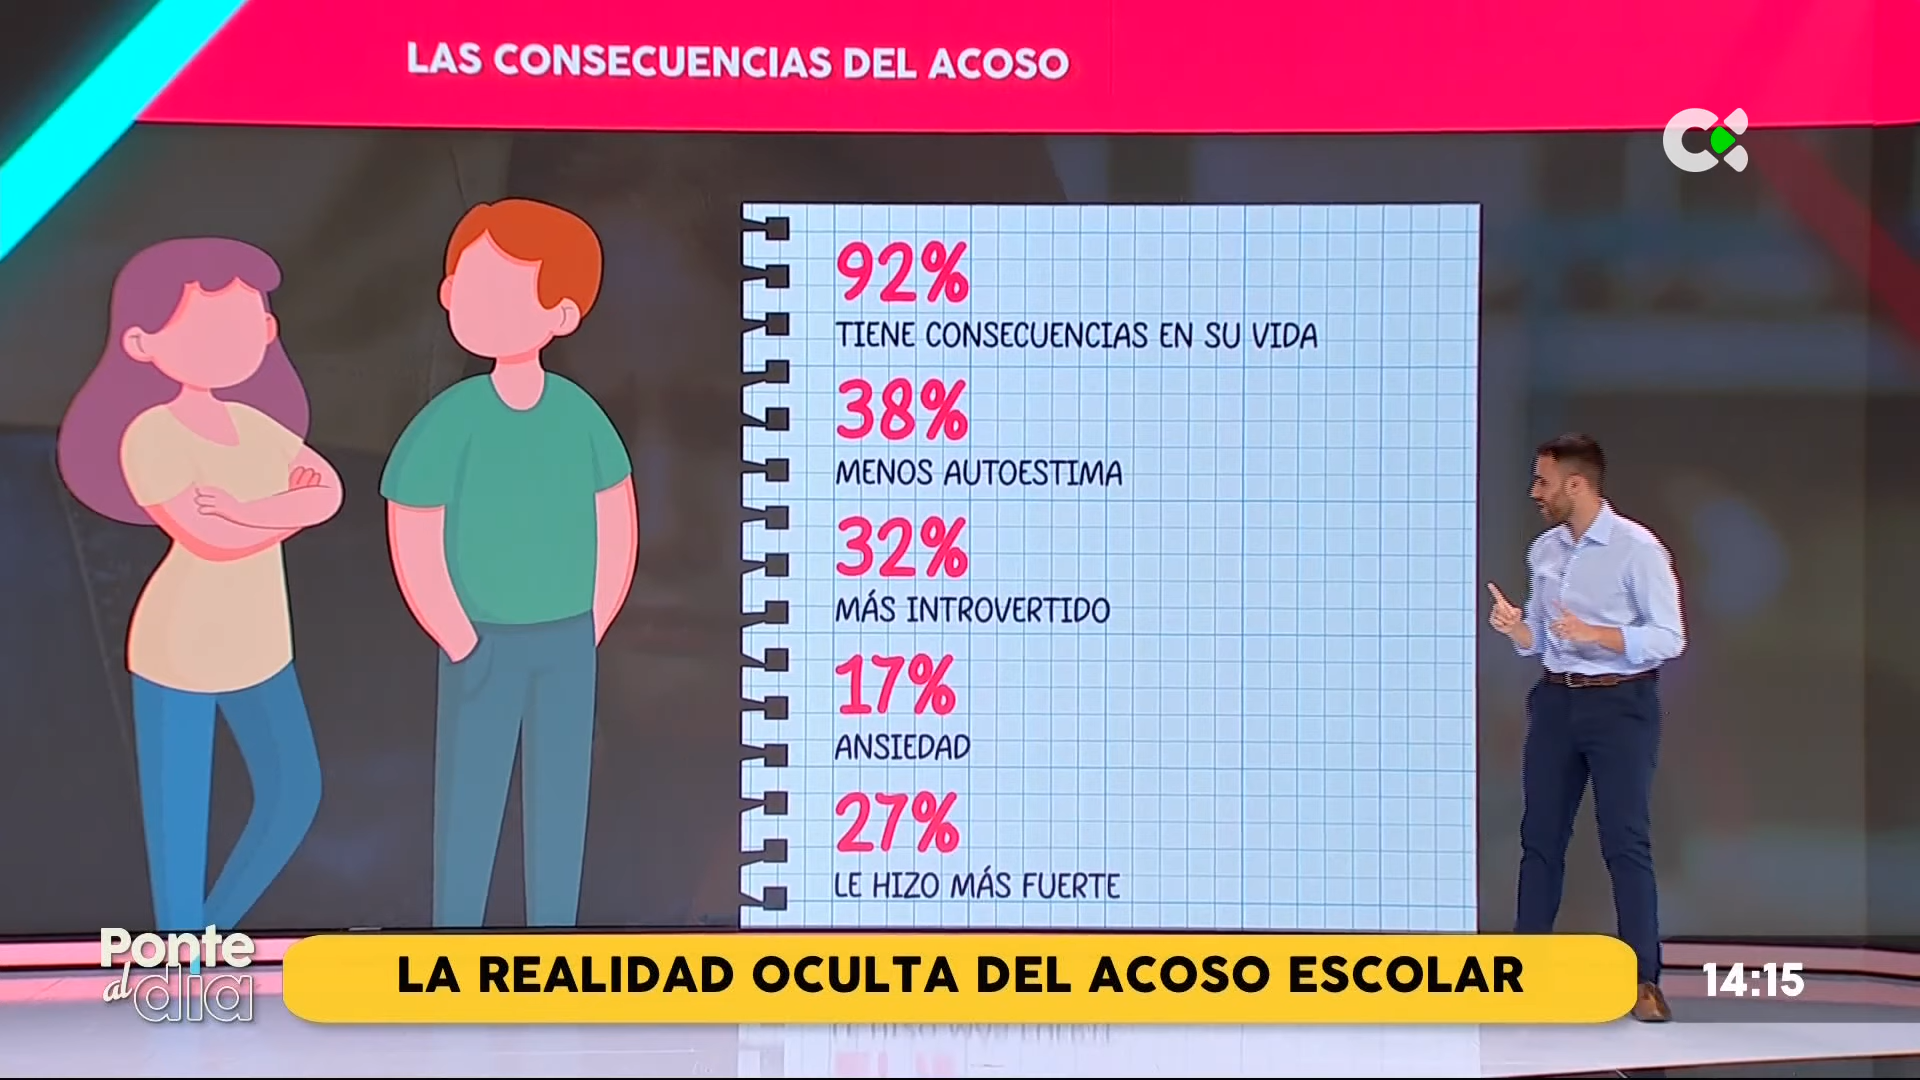 LAS CONSECUENCIAS DEL ACOSO
92%
TIENE CONSECUENCIAS EN SU VIDA
38%
MENOS AUTOESTIMA
32%
MÁS INTROVERTIDO
17%
ANSIEDAD
27%
LE HIZO MÁS FUERTE
Ponte
al día
LA REALIDAD OCULTA DEL ACOSO ESCOLAR
14:15